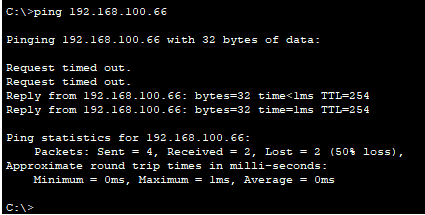 C:\>ping 192.168.100.66
Pinging 192.168.100.66 with 32 bytes of data:
Request timed out.
Request timed out.
Reply from 192.168.100.66: bytes=32 time<1ms TTL=254
Reply from 192.168.100.66: bytes=32 time=1ms TTL=254
Ping statistics for 192.168.100.66:
    Packets: Sent = 4, Received = 2, Lost = 2 (50% loss),
Approximate round trip times in milli-seconds:
    Minimum = 0ms, Maximum = 1ms, Average = 0ms
C:\>